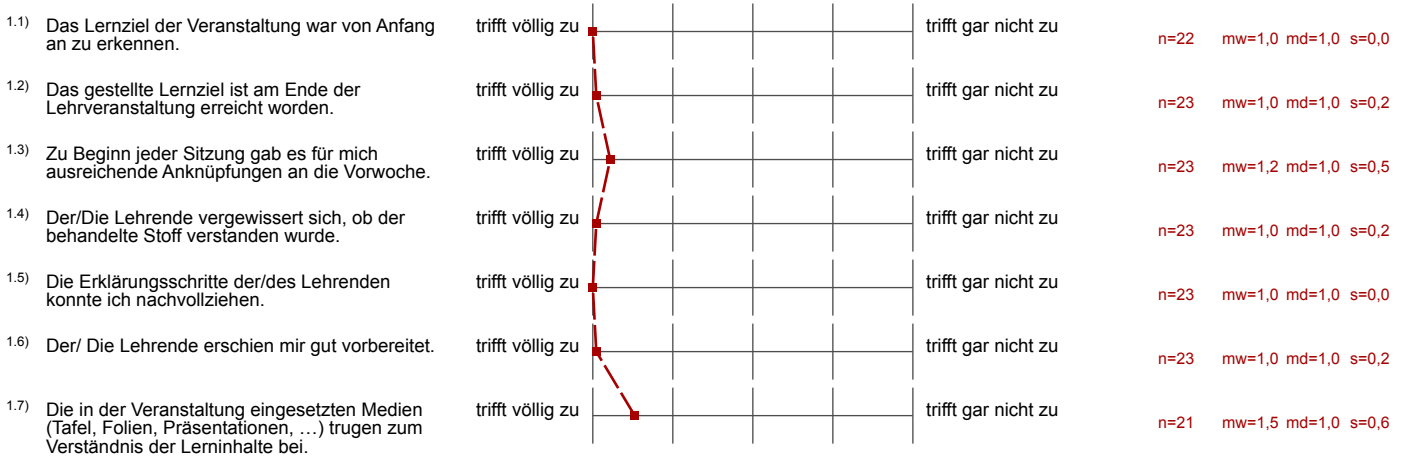 1.1) Das Lernziel der Veranstaltung war von Anfang an zu erkennen. trifft völlig zu trifft gar nicht zu n=22 mw=1,0 md=1,0 s=0,0
1.2) Das gestellte Lernziel ist am Ende der Lehrveranstaltung erreicht worden. trifft völlig zu trifft gar nicht zu n=23 mw=1,0 md=1,0 s=0,2
1.3) Zu Beginn jeder Sitzung gab es für mich ausreichende Anknüpfungen an die Vorwoche. trifft völlig zu trifft gar nicht zu n=23 mw=1,2 md=1,0 s=0,5
1.4) Der/Die Lehrende vergewissert sich, ob der behandelte Stoff verstanden wurde. trifft völlig zu trifft gar nicht zu n=23 mw=1,0 md=1,0 s=0,2
1.5) Die Erklärungsschritte der/des Lehrenden konnte ich nachvollziehen. trifft völlig zu trifft gar nicht zu n=23 mw=1,0 md=1,0 s=0,0
1.6) Der/ Die Lehrende erschien mir gut vorbereitet. trifft völlig zu trifft gar nicht zu n=23 mw=1,0 md=1,0 s=0,2
1.7) Die in der Veranstaltung eingesetzten Medien (Tafel, Folien, Präsentationen, …) trugen zum Verständnis der Lerninhalte bei. trifft völlig zu trifft gar nicht zu n=21 mw=1,5 md=1,0 s=0,6